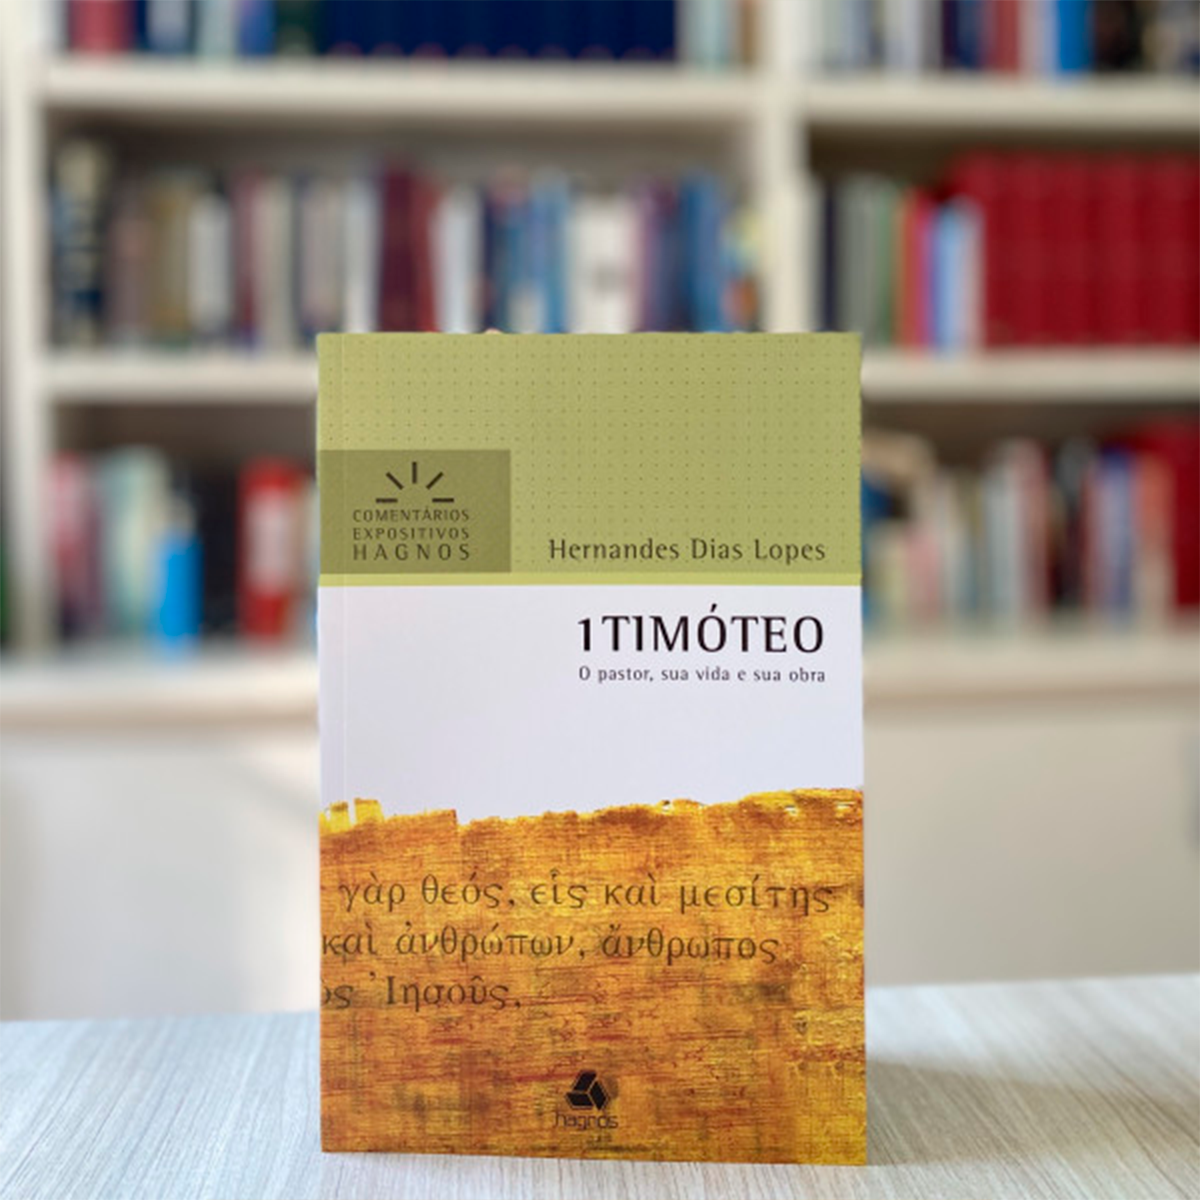 COMENTÁRIOS
EXPOSITIVOS
HAGNOS
Hernandes Dias Lopes
1TIMÓTEO
O pastor, sua vida e sua obra
γὰρ θεός, εἷς καὶ μεσίτης
καὶ ἀνθρώπων, ἄνθρωπος
ος Ἰησοῦς,
hagnos